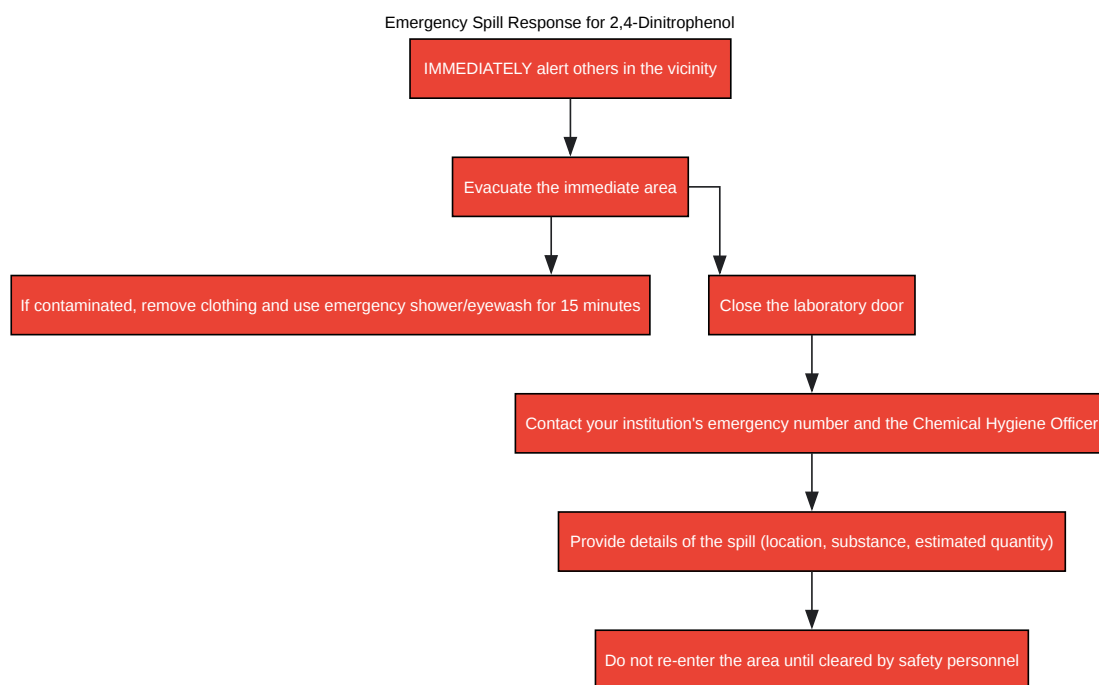 Emergency Spill Response for 2,4-Dinitrophenol
IMMEDIATELY alert others in the vicinity
Evacuate the immediate area
If contaminated, remove clothing and use emergency shower/eyewash for 15 minutes
Close the laboratory door
Contact your institution's emergency number and the Chemical Hygiene Officer
Provide details of the spill (location, substance, estimated quantity)
Do not re-enter the area until cleared by safety personnel